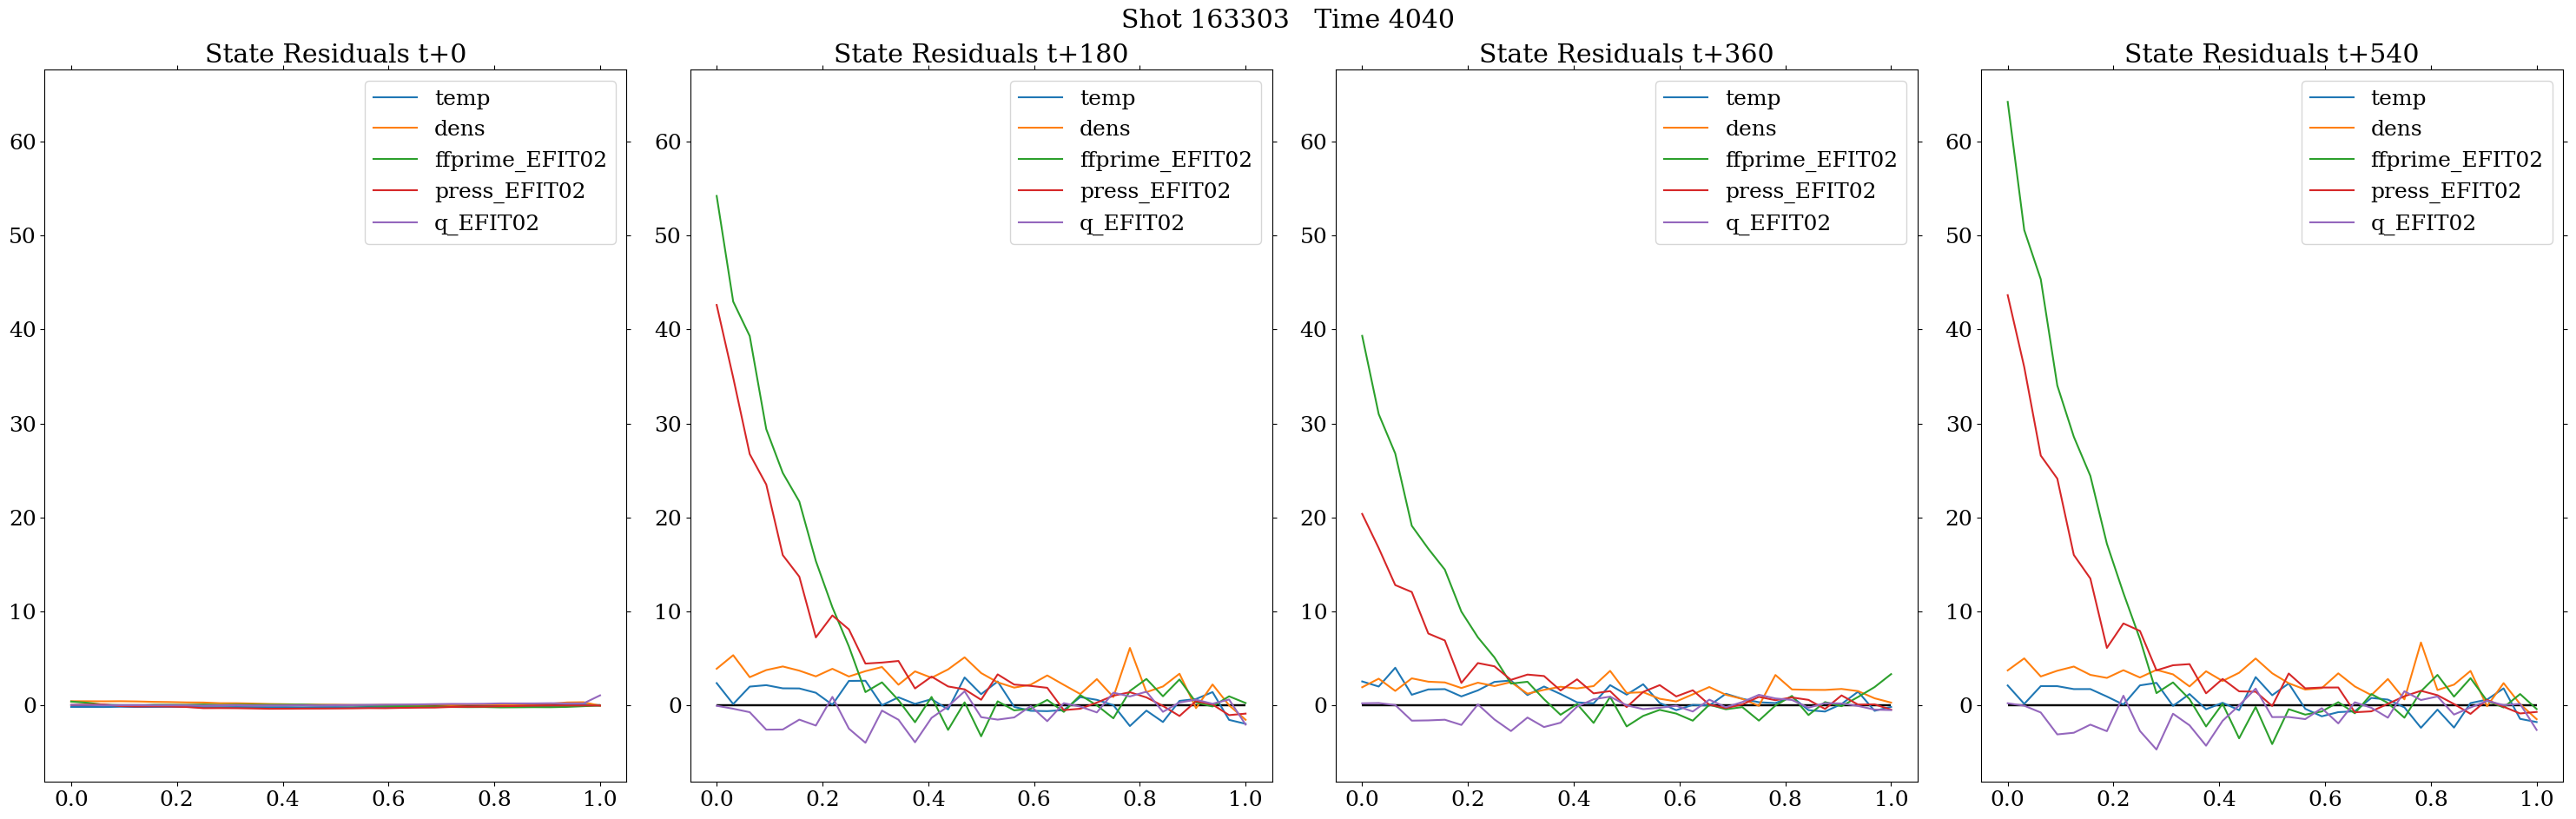 Shot 163303   Time 4040
State Residuals t+0
temp
dens
ffprime_EFIT02
press_EFIT02
q_EFIT02
60
50
40
30
20
10
0
0.0 0.2 0.4 0.6 0.8 1.0
State Residuals t+180
temp
dens
ffprime_EFIT02
press_EFIT02
q_EFIT02
60
50
40
30
20
10
0
0.0 0.2 0.4 0.6 0.8 1.0
State Residuals t+360
temp
dens
ffprime_EFIT02
press_EFIT02
q_EFIT02
60
50
40
30
20
10
0
0.0 0.2 0.4 0.6 0.8 1.0
State Residuals t+540
temp
dens
ffprime_EFIT02
press_EFIT02
q_EFIT02
60
50
40
30
20
10
0
0.0 0.2 0.4 0.6 0.8 1.0